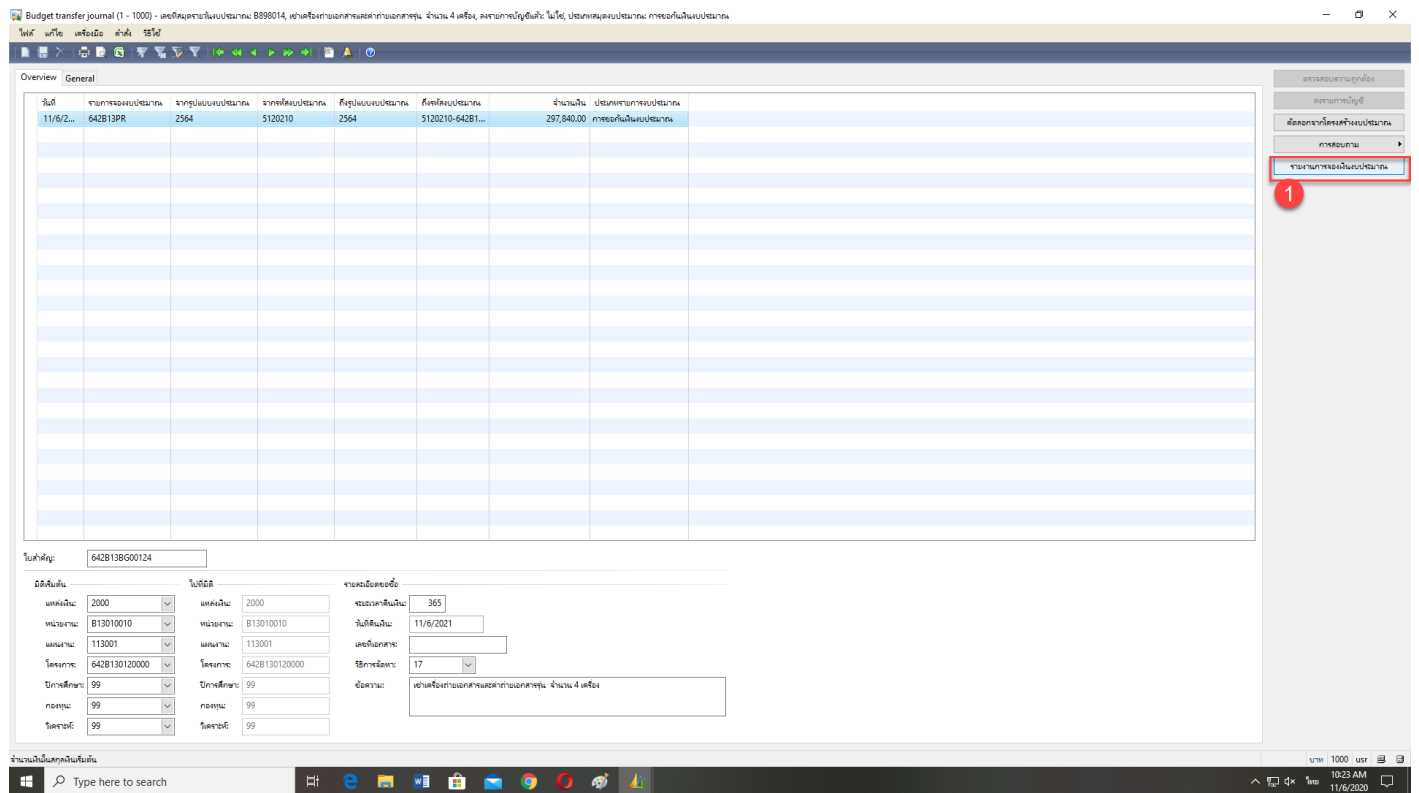 Budget transfer journal (1 - 1000) - เลขที่สมุดรายวันงบประมาณ: B898014, เช่าเครื่องถ่ายเอกสารและค่าถ่ายเอกสารรุ่น จำนวน 4 เครื่อง, ลงรายการบัญชีแล้ว: ไม่ใช่, ประเภทสมุดงบประมาณ: การขอกันเงินงบประมาณ
ไฟล์ แก้ไข เครื่องมือ คำสั่ง วิธีใช้
Overview General
ตรวจสอบความถูกต้อง
ลงรายการบัญชี
คัดลอกจากโครงสร้างงบประมาณ
การสอบถาม
รายงานการจองเงินงบประมาณ
1
วันที่ รายการจองงบประมาณ จากรูปแบบงบประมาณ จากรหัสงบประมาณ ถึงรูปแบบงบประมาณ ถึงรหัสงบประมาณ จำนวนเงิน ประเภทรายการงบประมาณ
11/6/2... 642B13PR 2564 5120210 2564 5120210-642B1... 297,840.00 การขอกันเงินงบประมาณ
ใบสำคัญ: 642B13BG00124
มิติเริ่มต้น ไปที่มิติ รายละเอียดขอซื้อ
แหล่งเงิน: 2000 แหล่งเงิน: 2000 ระยะเวลาคืนเงิน: 365
หน่วยงาน: B13010010 หน่วยงาน: B13010010 วันที่คืนเงิน: 11/6/2021
แผนงาน: 113001 แผนงาน: 113001 เลขที่เอกสาร:
โครงการ: 642B130120000 โครงการ: 642B130120000 วิธีการจัดหา: 17
ปีการศึกษา: 99 ปีการศึกษา: 99 ข้อความ: เช่าเครื่องถ่ายเอกสารและค่าถ่ายเอกสารรุ่น จำนวน 4 เครื่อง
กองทุน: 99 กองทุน: 99
วิเคราะห์: 99 วิเคราะห์: 99
จำนวนเงินในสกุลเงินเริ่มต้น
บาท 1000 usr
Type here to search
ไทย 10:23 AM
11/6/2020